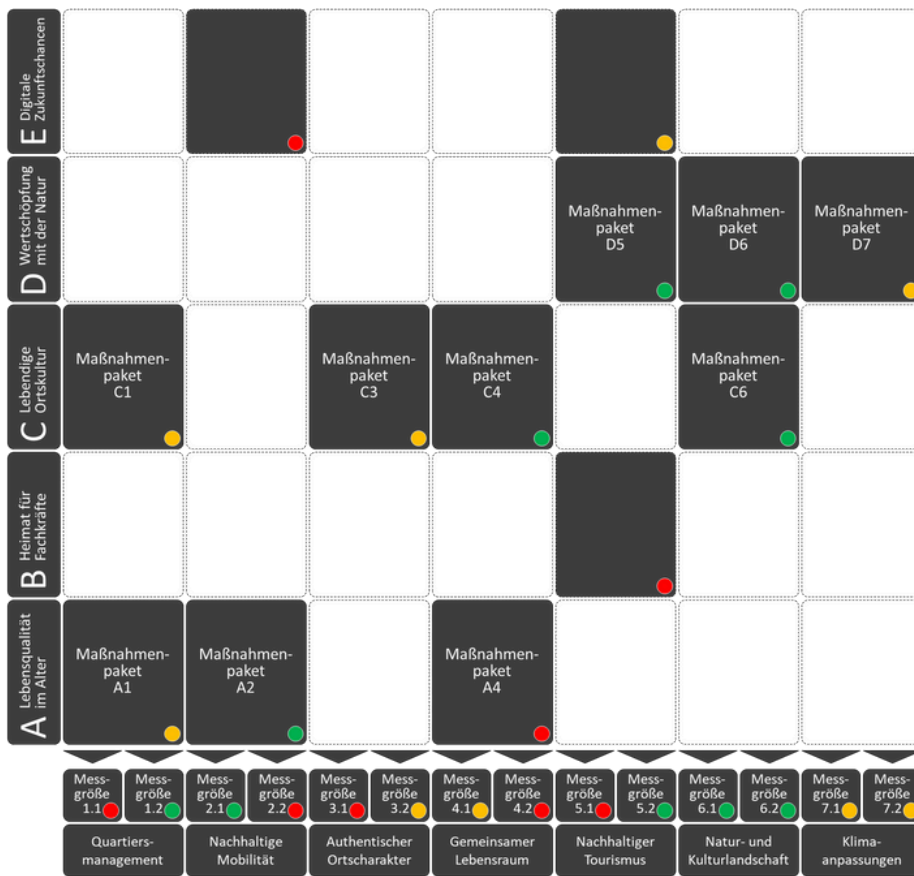 E Digitale
Zukunftschancen
D Wertschöpfung
mit der Natur
Maßnahmen-
paket
D5
Maßnahmen-
paket
D6
Maßnahmen-
paket
D7
C Lebendige
Ortskultur
Maßnahmen-
paket
C1
Maßnahmen-
paket
C3
Maßnahmen-
paket
C4
Maßnahmen-
paket
C6
B Heimat für
Fachkräfte
A Lebensqualität
im Alter
Maßnahmen-
paket
A1
Maßnahmen-
paket
A2
Maßnahmen-
paket
A4
Mess-
größe
1.1
Mess-
größe
1.2
Mess-
größe
2.1
Mess-
größe
2.2
Mess-
größe
3.1
Mess-
größe
3.2
Mess-
größe
4.1
Mess-
größe
4.2
Mess-
größe
5.1
Mess-
größe
5.2
Mess-
größe
6.1
Mess-
größe
6.2
Mess-
größe
7.1
Mess-
größe
7.2
Quartiers-
management
Nachhaltige
Mobilität
Authentischer
Ortscharakter
Gemeinsamer
Lebensraum
Nachhaltiger
Tourismus
Natur- und
Kulturlandschaft
Klima-
anpassungen